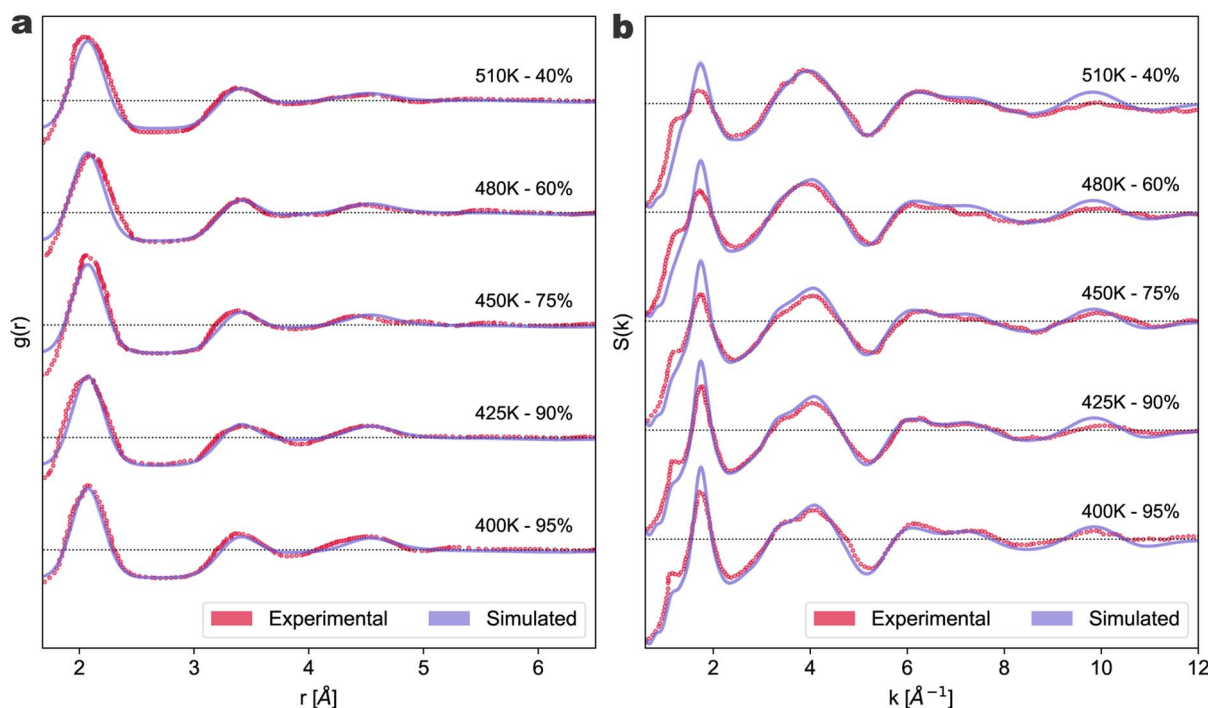 a
510K - 40%
480K - 60%
450K - 75%
425K - 90%
400K - 95%
g(r)
Experimental
Simulated
2
3
4
5
6
r [Å]
b
510K - 40%
480K - 60%
450K - 75%
425K - 90%
400K - 95%
S(k)
Experimental
Simulated
2
4
6
8
10
12
k [Å⁻¹]